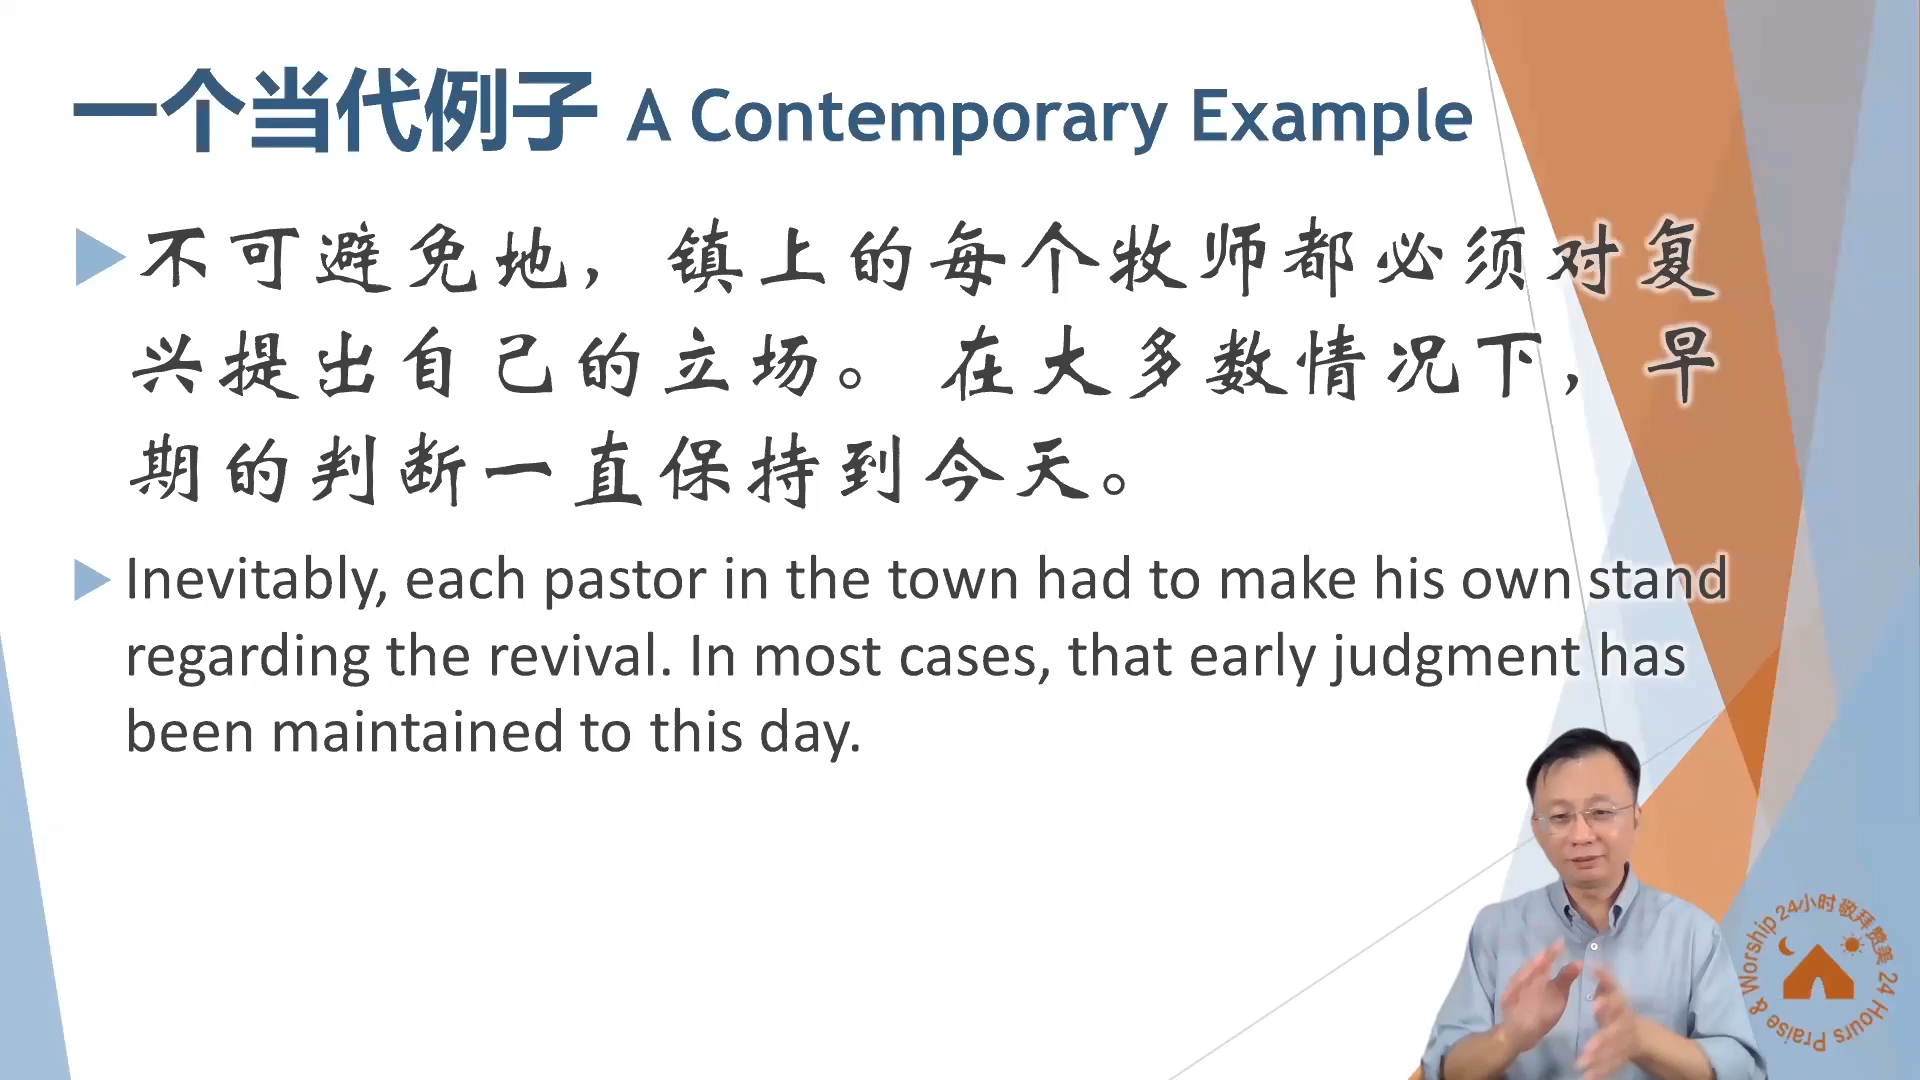 一个当代例子 A Contemporary Example
不可避免地，镇上的每个牧师都必须对复
兴提出自己的立场。 在大多数情况下，早
期的判断一直保持到今天。
Inevitably, each pastor in the town had to make his own stand
regarding the revival. In most cases, that early judgment has
been maintained to this day.
24小时敬拜赞美 24 Hours Praise & Worship